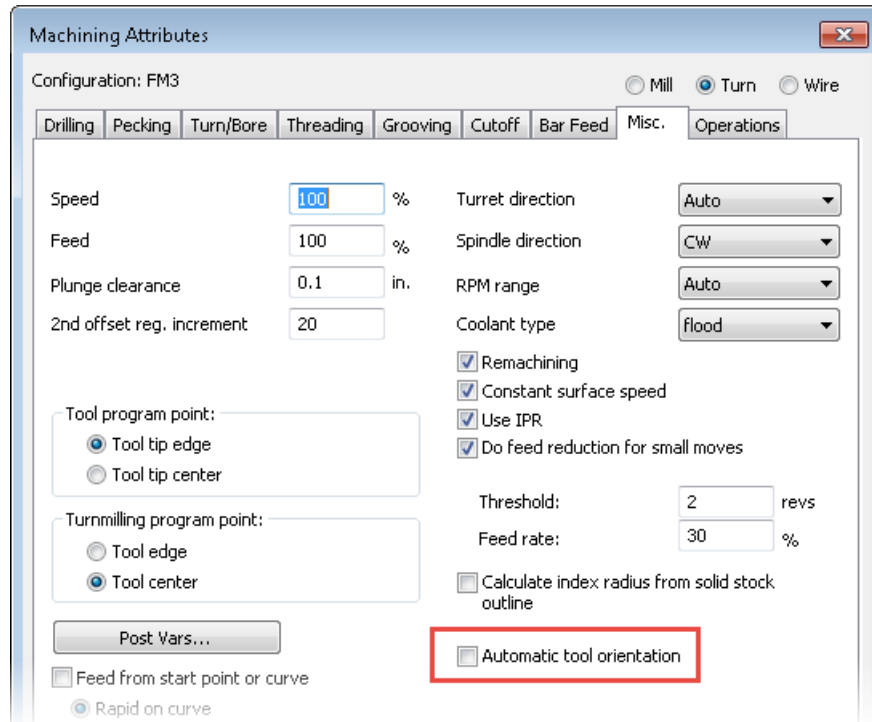 Machining Attributes
Configuration: FM3
Mill Turn Wire
Drilling Pecking Turn/Bore Threading Grooving Cutoff Bar Feed Misc. Operations
Speed 100 %
Feed 100 %
Plunge clearance 0.1 in.
2nd offset reg. increment 20
Turret direction Auto
Spindle direction CW
RPM range Auto
Coolant type flood
Remachining
Constant surface speed
Use IPR
Do feed reduction for small moves
Tool program point:
Tool tip edge
Tool tip center
Threshold: 2 revs
Feed rate: 30 %
Turnmilling program point:
Tool edge
Tool center
Calculate index radius from solid stock
outline
Post Vars...
Automatic tool orientation
Feed from start point or curve
Rapid on curve